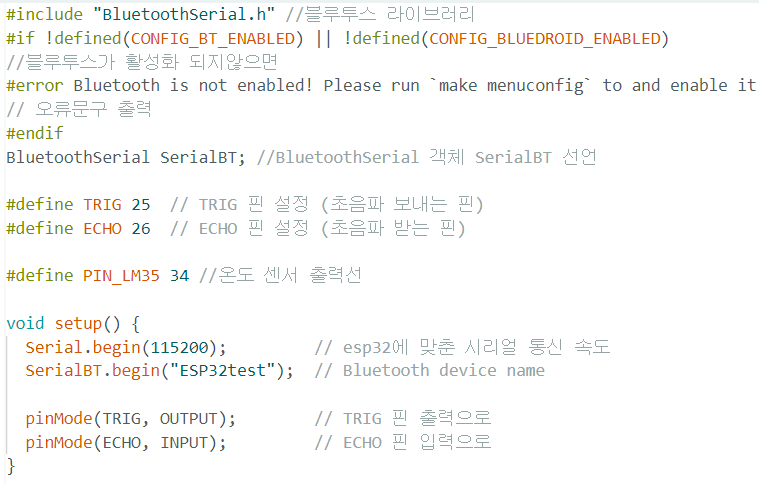 #include "BluetoothSerial.h" //블루투스 라이브러리
#if !defined(CONFIG_BT_ENABLED) || !defined(CONFIG_BLUEDROID_ENABLED)
//블루투스가 활성화 되지않으면
#error Bluetooth is not enabled! Please run `make menuconfig` to and enable it
// 오류문구 출력
#endif
BluetoothSerial SerialBT; //BluetoothSerial 객체 SerialBT 선언
#define TRIG 25  // TRIG 핀 설정 (초음파 보내는 핀)
#define ECHO 26  // ECHO 핀 설정 (초음파 받는 핀)
#define PIN_LM35 34 //온도 센서 출력선
void setup() {
  Serial.begin(115200);         // esp32에 맞춘 시리얼 통신 속도
  SerialBT.begin("ESP32test");  // Bluetooth device name
  pinMode(TRIG, OUTPUT);        // TRIG 핀 출력으로
  pinMode(ECHO, INPUT);         // ECHO 핀 입력으로
}